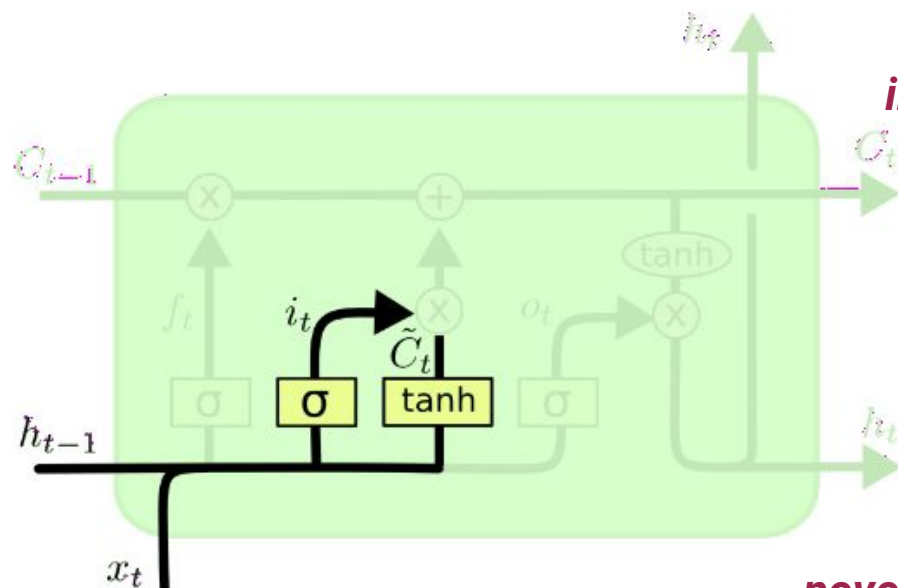 h_t
C_{t-1}
C_t
×
+
tanh
f_t
i_t
×
o_t
×
C̃_t
σ
σ
tanh
σ
h_{t-1}
h_t
x_t